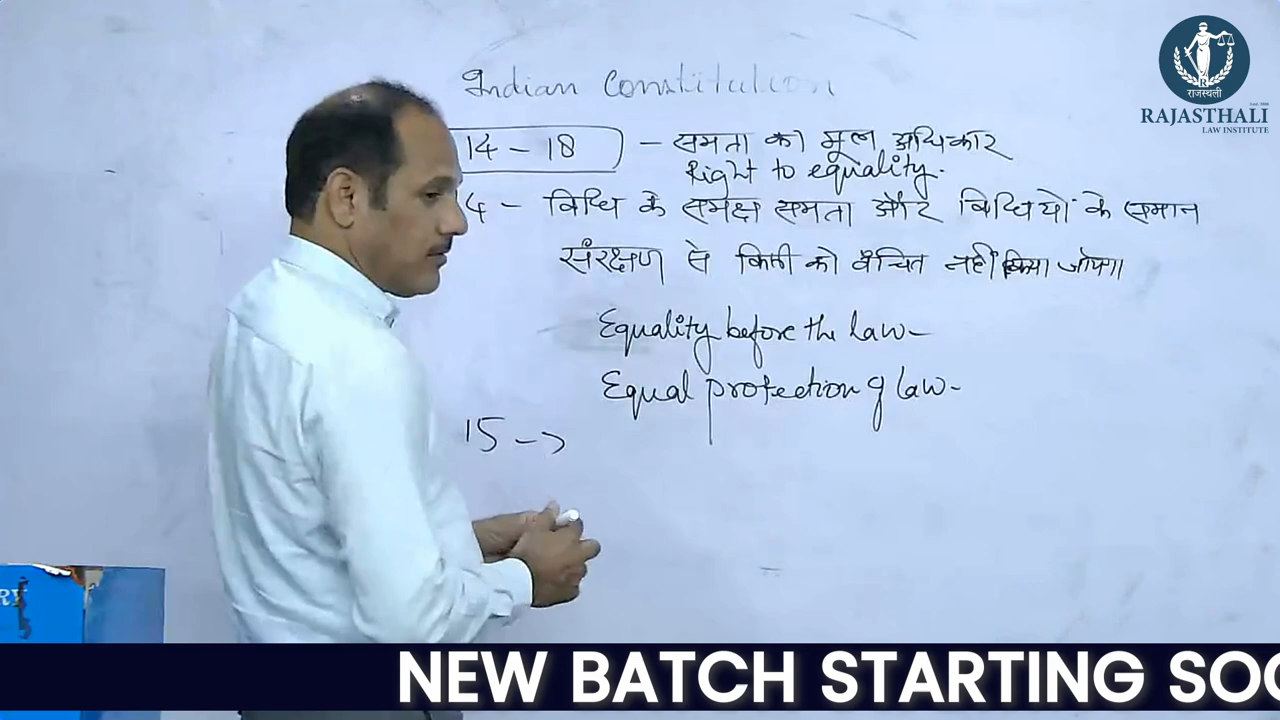 Indian Constitution
14 - 18 - समता का मूल अधिकार
Right to equality.
4 - विधि के समक्ष समता और विधियों के समान
संरक्षण से किसी को वंचित नहीं किया जायेगा
Equality before the law -
Equal protection of law -
15 ->
राजस्थली
RAJASTHALI
LAW INSTITUTE
RY
NEW BATCH STARTING SOO